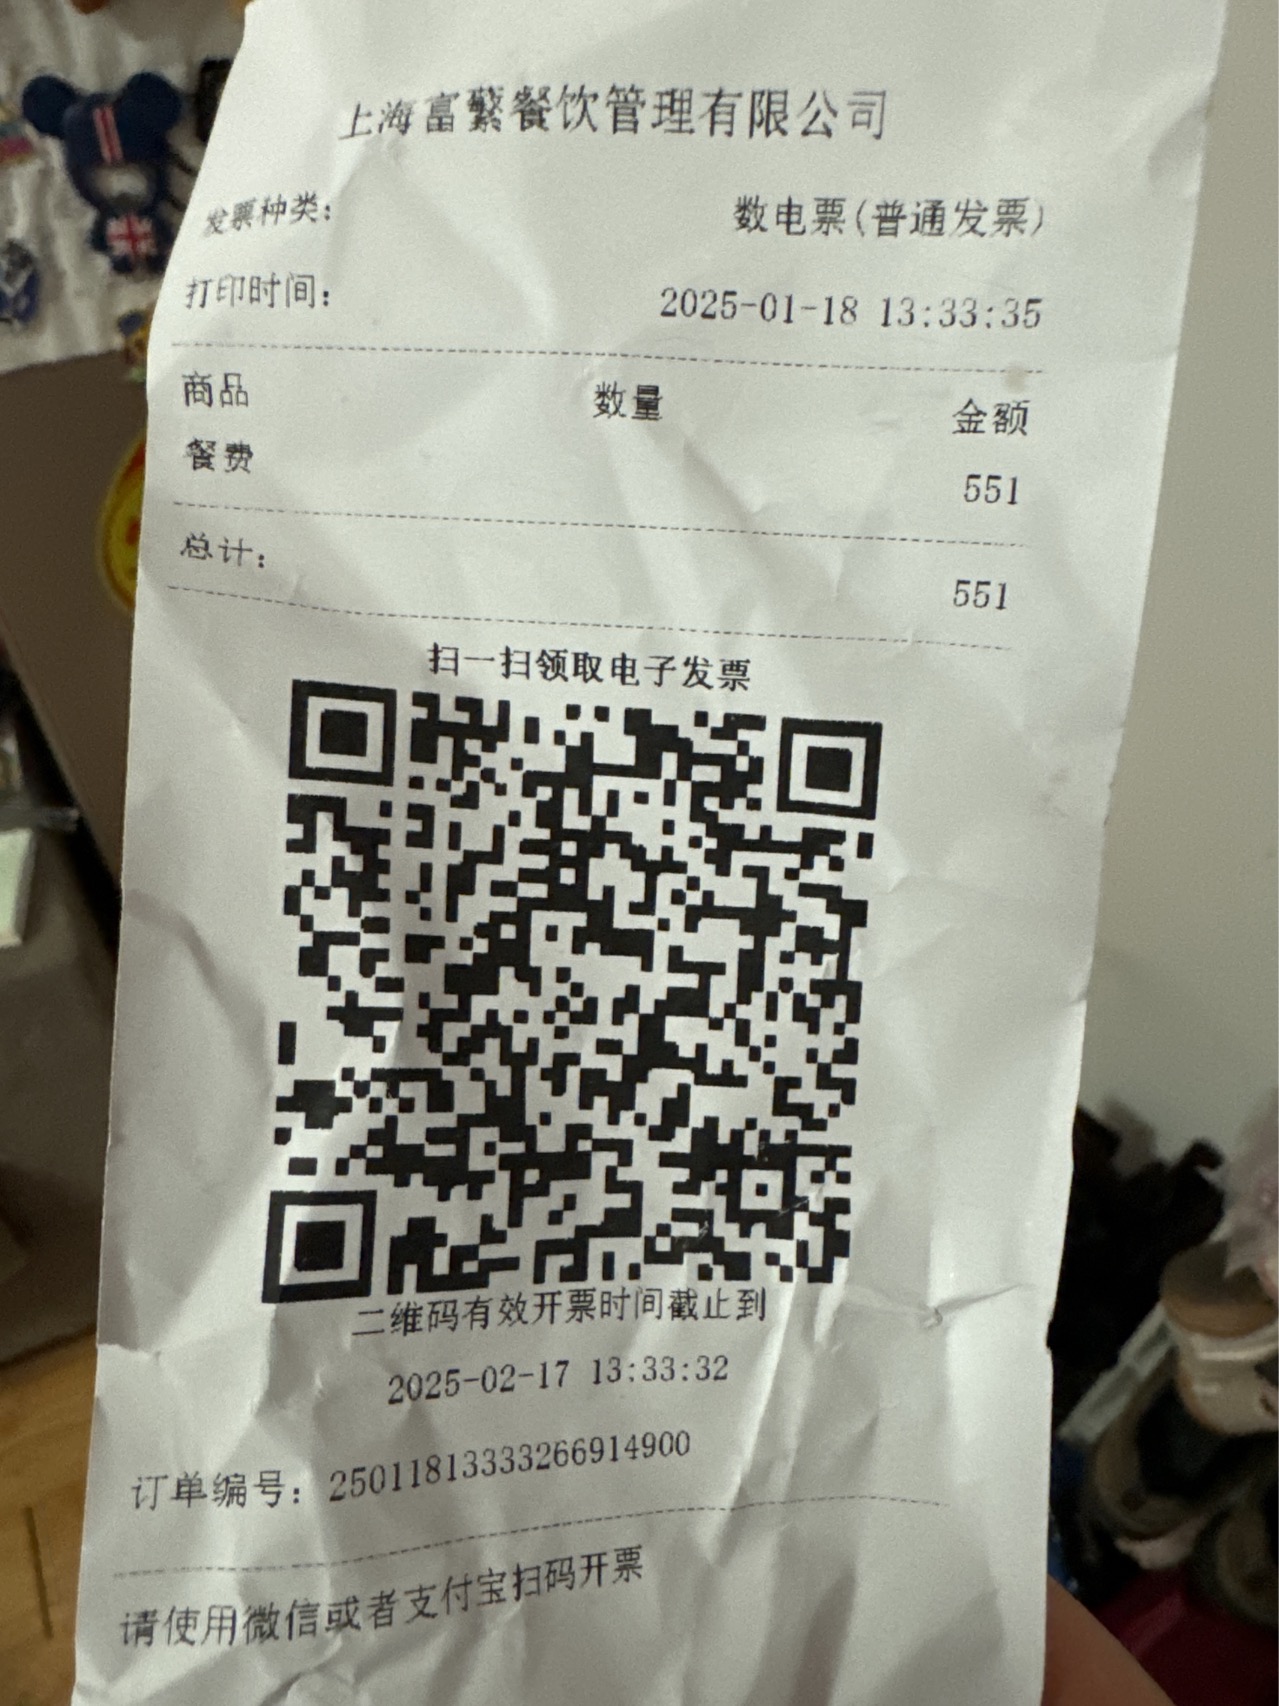 上海富繁餐饮管理有限公司
发票种类： 数电票(普通发票)
打印时间： 2025-01-18 13:33:35
商品 数量 金额
餐费 551
总计： 551
扫一扫领取电子发票
二维码有效开票时间截止到
2025-02-17 13:33:32
订单编号：25011813333266914900
请使用微信或者支付宝扫码开票